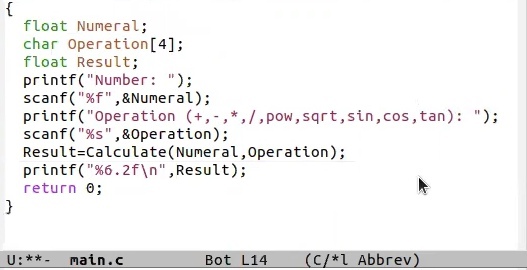 {
  float Numeral;
  char Operation[4];
  float Result;
  printf("Number: ");
  scanf("%f",&Numeral);
  printf("Operation (+,-,*,/,pow,sqrt,sin,cos,tan): ");
  scanf("%s",&Operation);
  Result=Calculate(Numeral,Operation);
  printf("%6.2f\n",Result);
  return 0;
}
U:**-  main.c          Bot L14    (C/*l Abbrev)